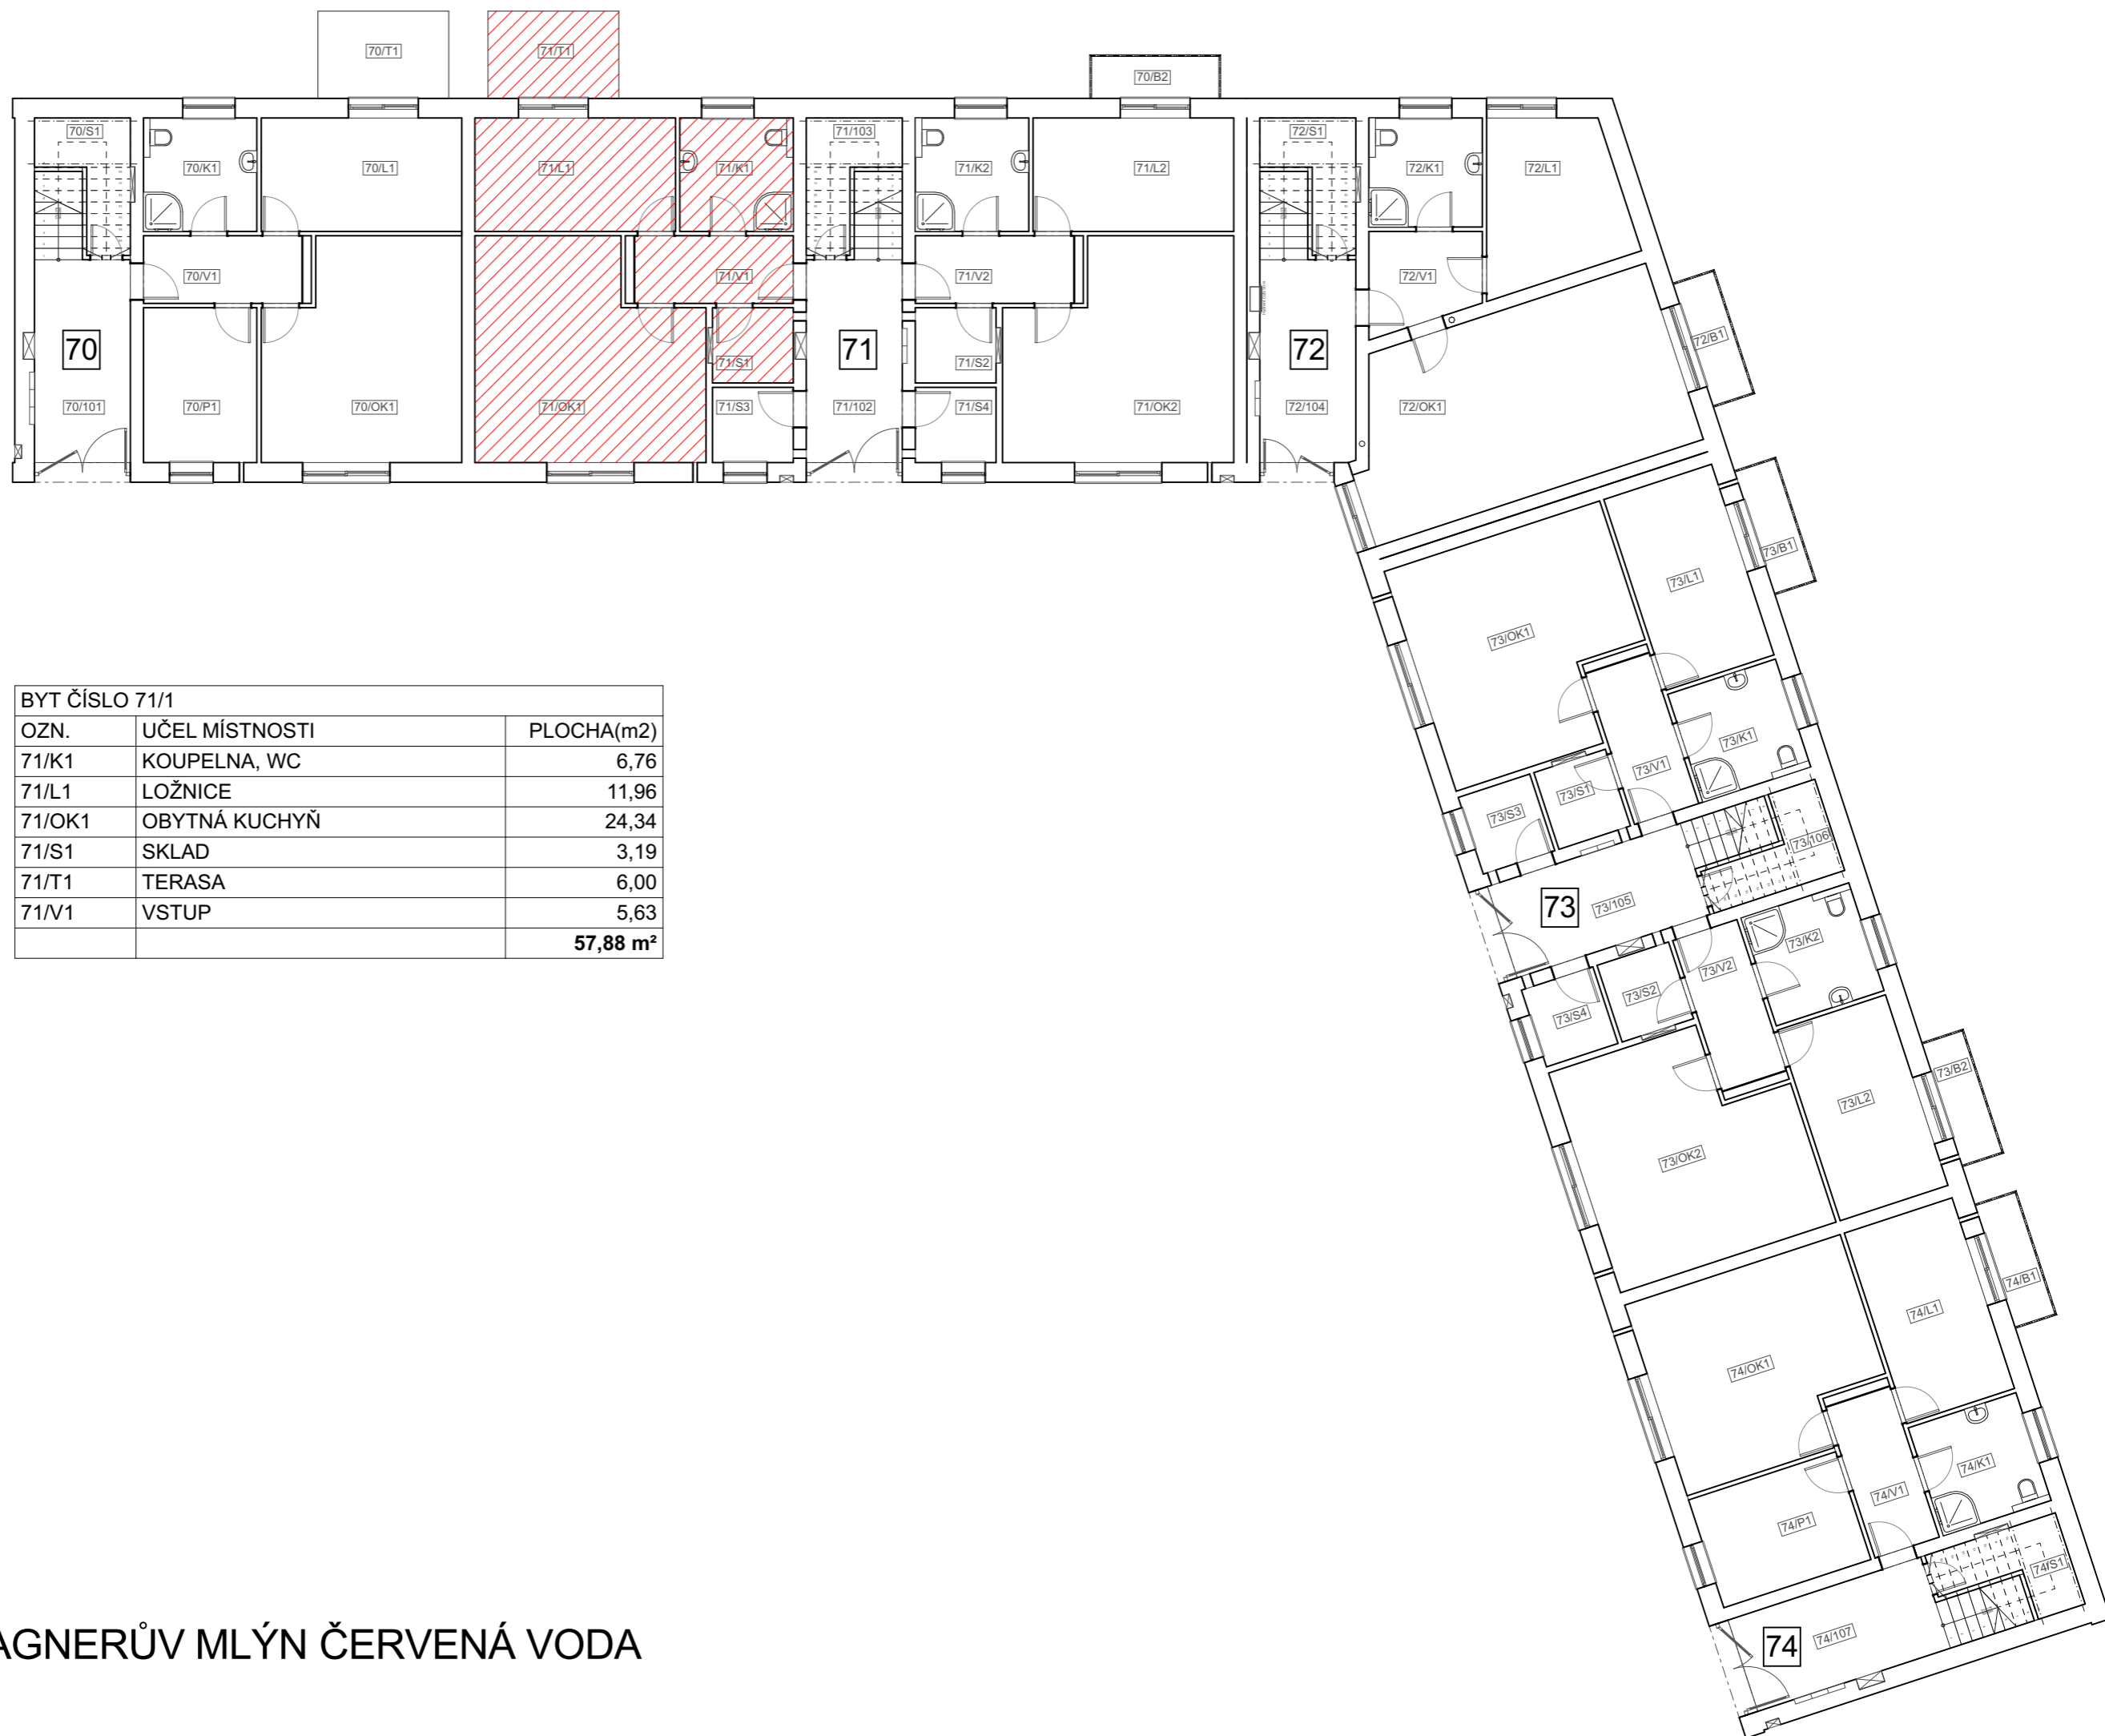 70/T1
71/T1
70/B2
70/S1
70/K1
70/L1
71/L1
71/K1
71/103
71/K2
71/L2
72/S1
72/K1
72/L1
70/V1
71/V1
71/V2
72/V1
70
71
72
72/B1
71/S1
71/S2
70/101
70/P1
70/OK1
71/OK1
71/S3
71/102
71/S4
71/OK2
72/104
72/OK1
73/B1
73/L1
73/OK1
73/K1
73/V1
73/S1
73/S3
73/106
73
73/105
73/K2
73/V2
73/S2
73/S4
73/B2
73/L2
73/OK2
74/B1
74/L1
74/OK1
74/K1
74/V1
74/P1
74/S1
74
74/107
BYT ČÍSLO 71/1
OZN. UČEL MÍSTNOSTI PLOCHA(m2)
71/K1 KOUPELNA, WC 6,76
71/L1 LOŽNICE 11,96
71/OK1 OBYTNÁ KUCHYŇ 24,34
71/S1 SKLAD 3,19
71/T1 TERASA 6,00
71/V1 VSTUP 5,63
57,88 m²
AGNERŮV MLÝN ČERVENÁ VODA